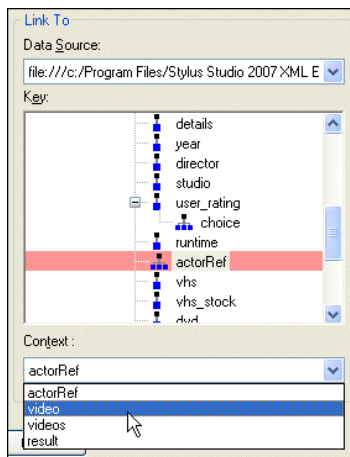 Link To
Data Source:
file:///c:/Program Files/Stylus Studio 2007 XML E
Key:
details
year
director
studio
user_rating
choice
runtime
actorRef
vhs
vhs_stock
dvd
Context :
actorRef
actorRef
video
videos
result